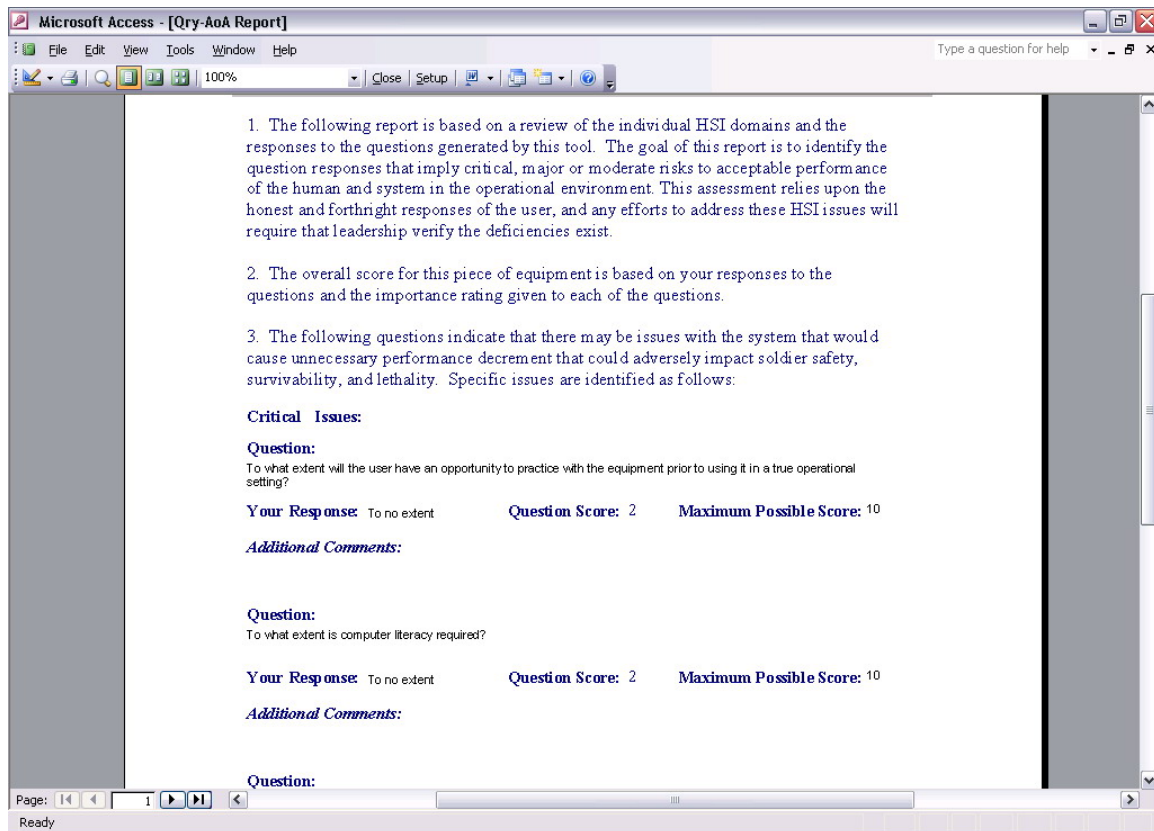 Microsoft Access - [Qry-AoA Report]
File Edit View Tools Window Help
Type a question for help
100%
Close Setup
1. The following report is based on a review of the individual HSI domains and the
responses to the questions generated by this tool. The goal of this report is to identify the
question responses that imply critical, major or moderate risks to acceptable performance
of the human and system in the operational environment. This assessment relies upon the
honest and forthright responses of the user, and any efforts to address these HSI issues will
require that leadership verify the deficiencies exist.
2. The overall score for this piece of equipment is based on your responses to the
questions and the importance rating given to each of the questions.
3. The following questions indicate that there may be issues with the system that would
cause unnecessary performance decrement that could adversely impact soldier safety,
survivability, and lethality. Specific issues are identified as follows:
Critical Issues:
Question:
To what extent will the user have an opportunity to practice with the equipment prior to using it in a true operational
setting?
Your Response: To no extent Question Score: 2 Maximum Possible Score: 10
Additional Comments:
Question:
To what extent is computer literacy required?
Your Response: To no extent Question Score: 2 Maximum Possible Score: 10
Additional Comments:
Question:
Page: 1
Ready